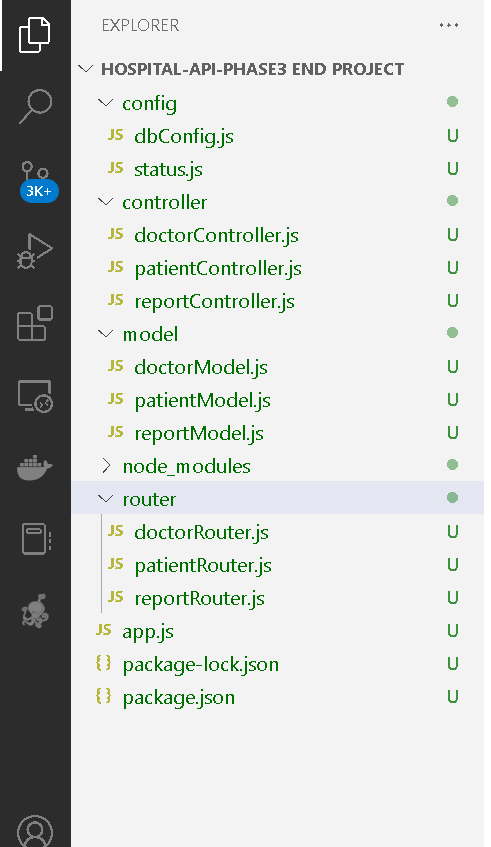 EXPLORER ...
HOSPITAL-API-PHASE3 END PROJECT
config
JS dbConfig.js U
JS status.js U
3K+
controller
JS doctorController.js U
JS patientController.js U
JS reportController.js U
model
JS doctorModel.js U
JS patientModel.js U
JS reportModel.js U
node_modules
router
JS doctorRouter.js U
JS patientRouter.js U
JS reportRouter.js U
JS app.js U
{} package-lock.json U
{} package.json U